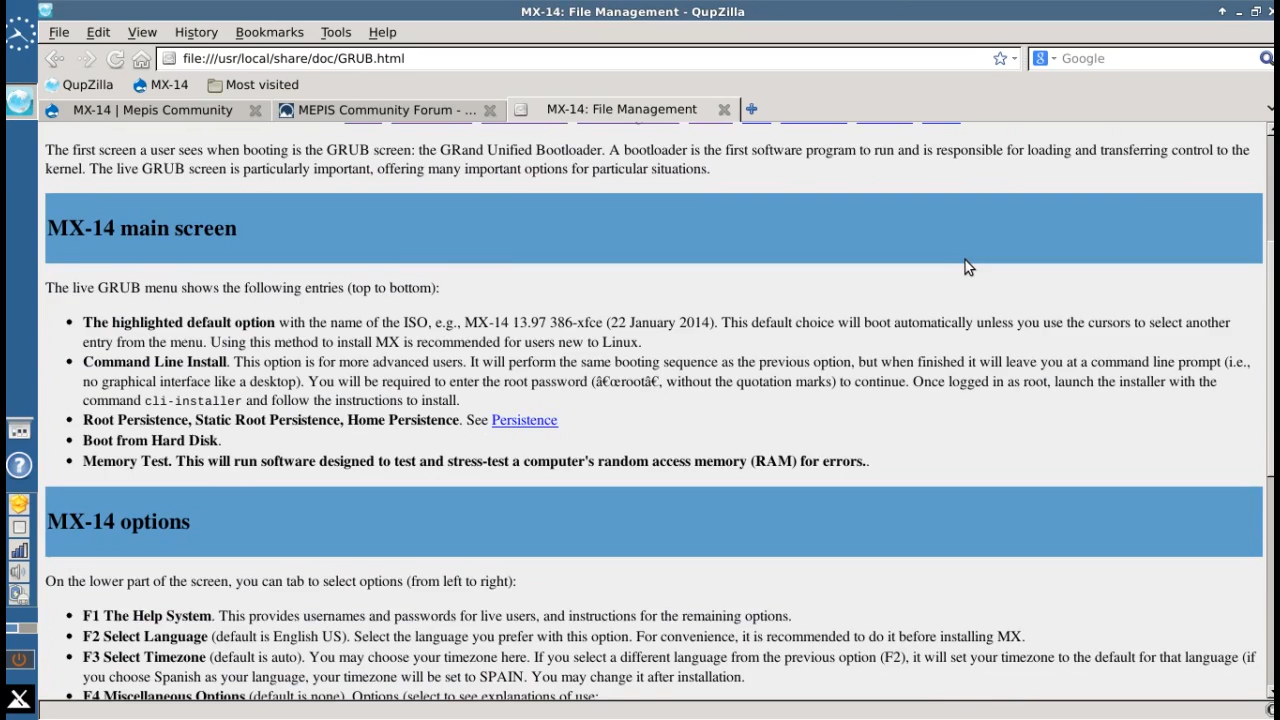 MX-14: File Management - QupZilla
File Edit View History Bookmarks Tools Help
file:///usr/local/share/doc/GRUB.html
Google
QupZilla MX-14 Most visited
MX-14 | Mepis Community MEPIS Community Forum - ... MX-14: File Management
The first screen a user sees when booting is the GRUB screen: the GRand Unified Bootloader. A bootloader is the first software program to run and is responsible for loading and transferring control to the
kernel. The live GRUB screen is particularly important, offering many important options for particular situations.
MX-14 main screen
The live GRUB menu shows the following entries (top to bottom):
The highlighted default option with the name of the ISO, e.g., MX-14 13.97 386-xfce (22 January 2014). This default choice will boot automatically unless you use the cursors to select another
entry from the menu. Using this method to install MX is recommended for users new to Linux.
Command Line Install. This option is for more advanced users. It will perform the same booting sequence as the previous option, but when finished it will leave you at a command line prompt (i.e.,
no graphical interface like a desktop). You will be required to enter the root password (â€œrootâ€, without the quotation marks) to continue. Once logged in as root, launch the installer with the
command cli-installer and follow the instructions to install.
Root Persistence, Static Root Persistence, Home Persistence. See Persistence
Boot from Hard Disk.
Memory Test. This will run software designed to test and stress-test a computer's random access memory (RAM) for errors..
MX-14 options
On the lower part of the screen, you can tab to select options (from left to right):
F1 The Help System. This provides usernames and passwords for live users, and instructions for the remaining options.
F2 Select Language (default is English US). Select the language you prefer with this option. For convenience, it is recommended to do it before installing MX.
F3 Select Timezone (default is auto). You may choose your timezone here. If you select a different language from the previous option (F2), it will set your timezone to the default for that language (if
you choose Spanish as your language, your timezone will be set to SPAIN. You may change it after installation.
F4 Miscellaneous Options (default is none). Options (select to see explanations of use: